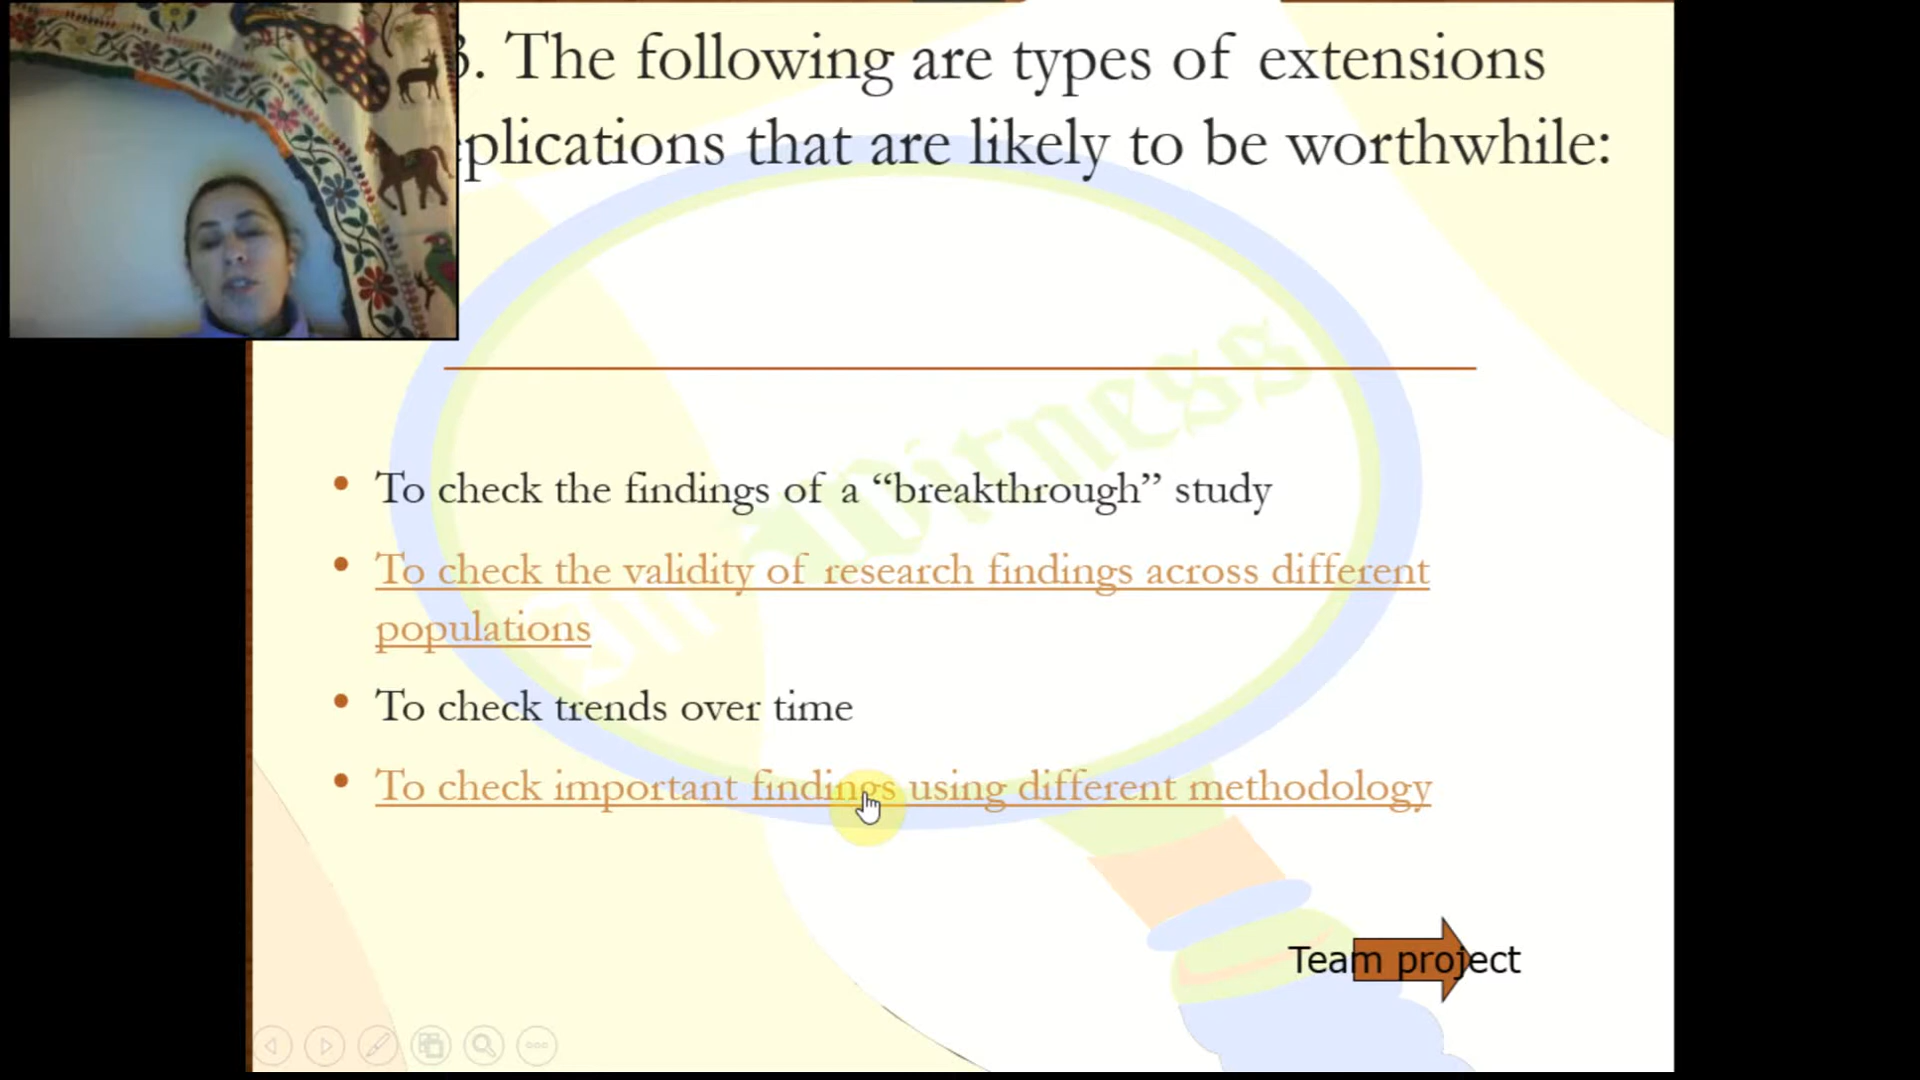 3. The following are types of extensions
plications that are likely to be worthwhile:
Witness
• To check the findings of a “breakthrough” study
• To check the validity of research findings across different
populations
• To check trends over time
• To check important findings using different methodology
Team project